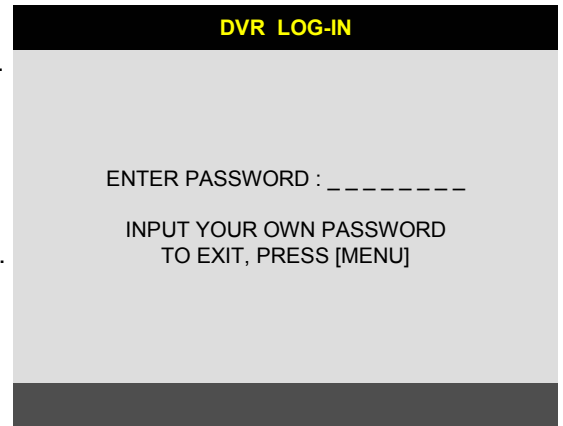 DVR LOG-IN
ENTER PASSWORD : _ _ _ _ _ _ _ _
INPUT YOUR OWN PASSWORD
TO EXIT, PRESS [MENU]